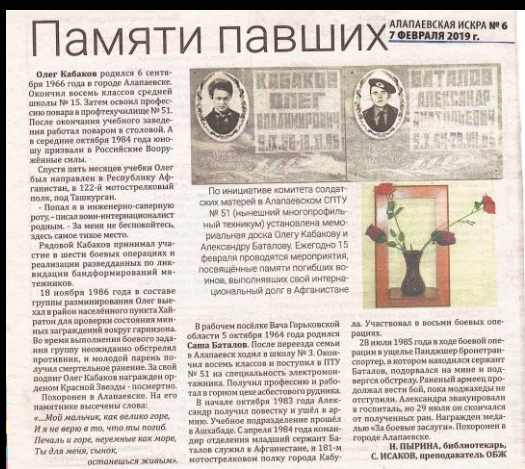 Памяти павших
АЛАПАЕВСКАЯ ИСКРА № 6
7 ФЕВРАЛЯ 2019 г.
Олег Кабаков родился 6 сентя-
бря 1966 года в городе Алапаевске.
Окончил восемь классов средней
школы № 15. Затем освоил профес-
сию повара в профтехучилище № 51.
После окончания учебного заведе-
ния работал поваром в столовой. А
в середине октября 1984 года юно-
шу призвали в Российские Воору-
жённые силы.
Спустя пять месяцев учебки Олег
был направлен в Республику Аф-
ганистан, в 122-й мотострелковый
полк, под Ташкурган.
- Попал я в инженерно-саперную
роту, - писал воин-интернационалист
родным. - За меня не беспокойтесь,
здесь самое тихое место.
Рядовой Кабаков принимал уча-
стие в шести боевых операциях и
реализации разведданных по лик-
видации бандформирований мя-
тежников.
18 ноября 1986 года в составе
группы разминирования Олег вые-
хал в район населённого пункта Хай-
ратон для проверки состояния мин-
ных заграждений вокруг гарнизона.
Во время выполнения боевого зада-
ния группу неожиданно обстрелял
противник, и молодой парень по-
лучил смертельное ранение. За свой
подвиг Олег Кабаков награжден ор-
деном Красной Звезды - посмертно.
Похоронен в Алапаевске. На его
памятнике высечены слова:
«...Мой мальчик, как велико горе,
И я не верю в то, что ты погиб.
Печаль и горе, неуемные как море,
Ты для меня, сынок,
останешься живым».
КАБАКОВ
ОЛЕГ
ВЛАДИМИРОВИЧ
БАТАЛОВ
АЛЕКСАНДР
АНАТОЛЬЕВИЧ
По инициативе комитета солдат-
ских матерей в Алапаевском СПТУ
№ 51 (нынешний многопрофиль-
ный техникум) установлена мемо-
риальная доска Олегу Кабакову и
Александру Баталову. Ежегодно 15
февраля проводятся мероприятия,
посвящённые памяти погибших во-
инов, выполнявших свой интерна-
циональный долг в Афганистане
В рабочем посёлке Вача Горьковской
области 5 октября 1964 года родился
Саша Баталов. После переезда семьи
в Алапаевск ходил в школу № 3. Окон-
чил восемь классов и поступил в ПТУ
№ 51 на специальность электромон-
тажника. Получил профессию и рабо-
тал в горном цехе асбестового рудника.
В начале октября 1983 года Алек-
сандр получил повестку и ушёл в ар-
мию. Учебное подразделение прошёл
в Ашхабаде. С апреля 1984 года коман-
дир отделения младший сержант Ба-
талов служил в Афганистане, в 181-м
мотострелковом полку города Кабу-
ла. Участвовал в восьми боевых опе-
рациях.
28 июля 1985 года в ходе боевой опе-
рации в ущелье Панджшер бронетран-
спортер, в котором находился сержант
Баталов, подорвался на мине и под-
вергся обстрелу. Раненый армеец про-
должал вести бой, пока моджахеды не
отступили. Александра эвакуировали
в госпиталь, но 29 июля он скончался
от полученных ран. Награжден меда-
лью «За боевые заслуги». Похоронен в
городе Алапаевске.
Н. ПЫРИНА, библиотекарь,
С. ИСАКОВ, преподаватель ОБЖ